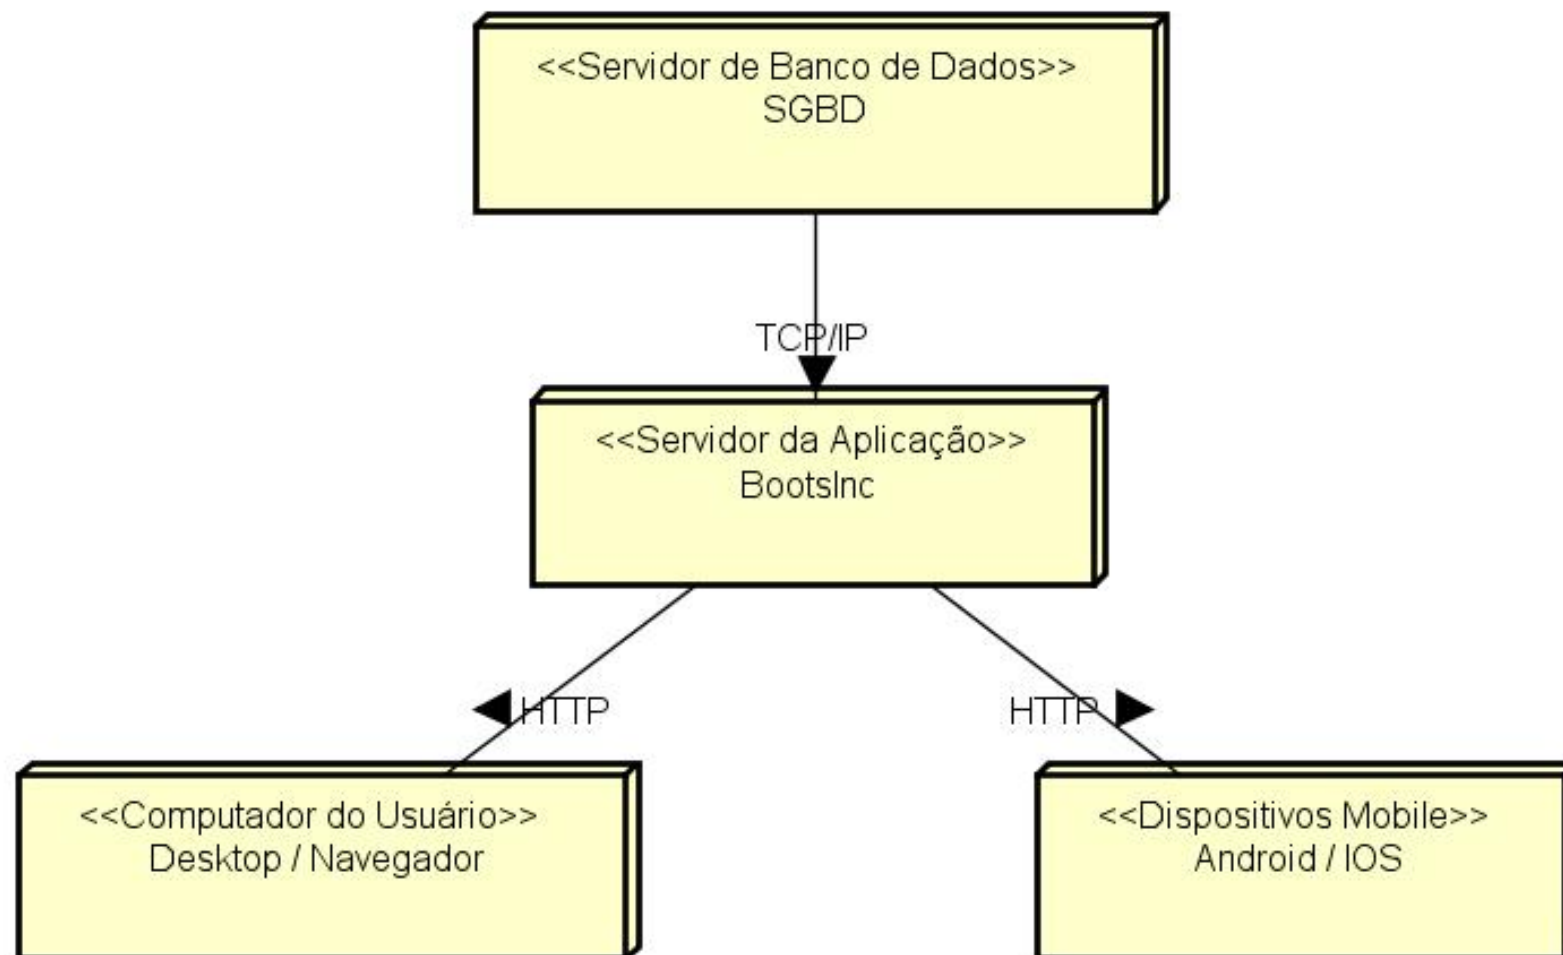 <<Servidor de Banco de Dados>>
SGBD
TCP/IP
<<Servidor da Aplicação>>
BootsInc
HTTP
HTTP
<<Computador do Usuário>>
Desktop / Navegador
<<Dispositivos Mobile>>
Android / IOS